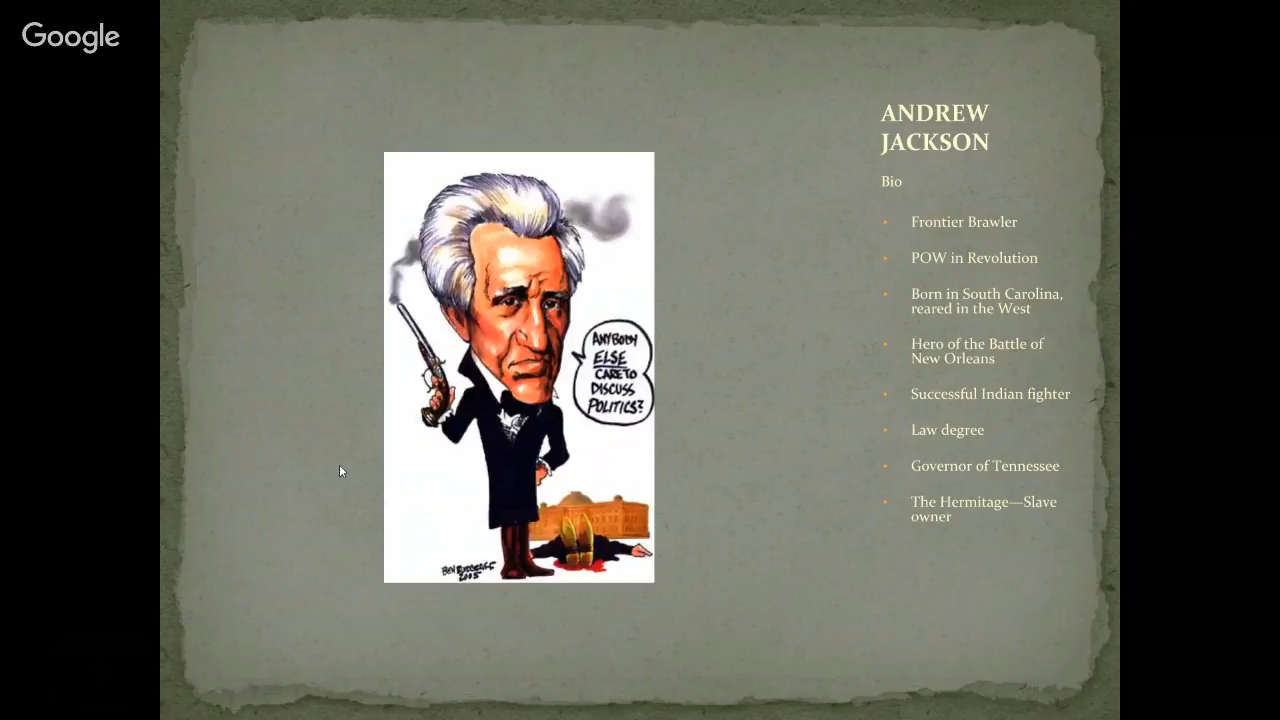 Google
ANDREW
JACKSON
Bio
Frontier Brawler
POW in Revolution
Born in South Carolina,
reared in the West
Hero of the Battle of
New Orleans
Successful Indian fighter
Law degree
Governor of Tennessee
The Hermitage—Slave
owner
ANYBODY
ELSE
CARE TO
DISCUSS
POLITICS?
BEN
2005